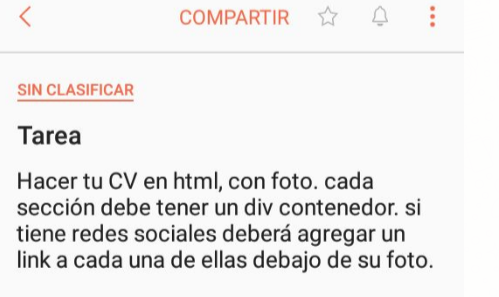 COMPARTIR
SIN CLASIFICAR
Tarea
Hacer tu CV en html, con foto. cada
sección debe tener un div contenedor. si
tiene redes sociales deberá agregar un
link a cada una de ellas debajo de su foto.